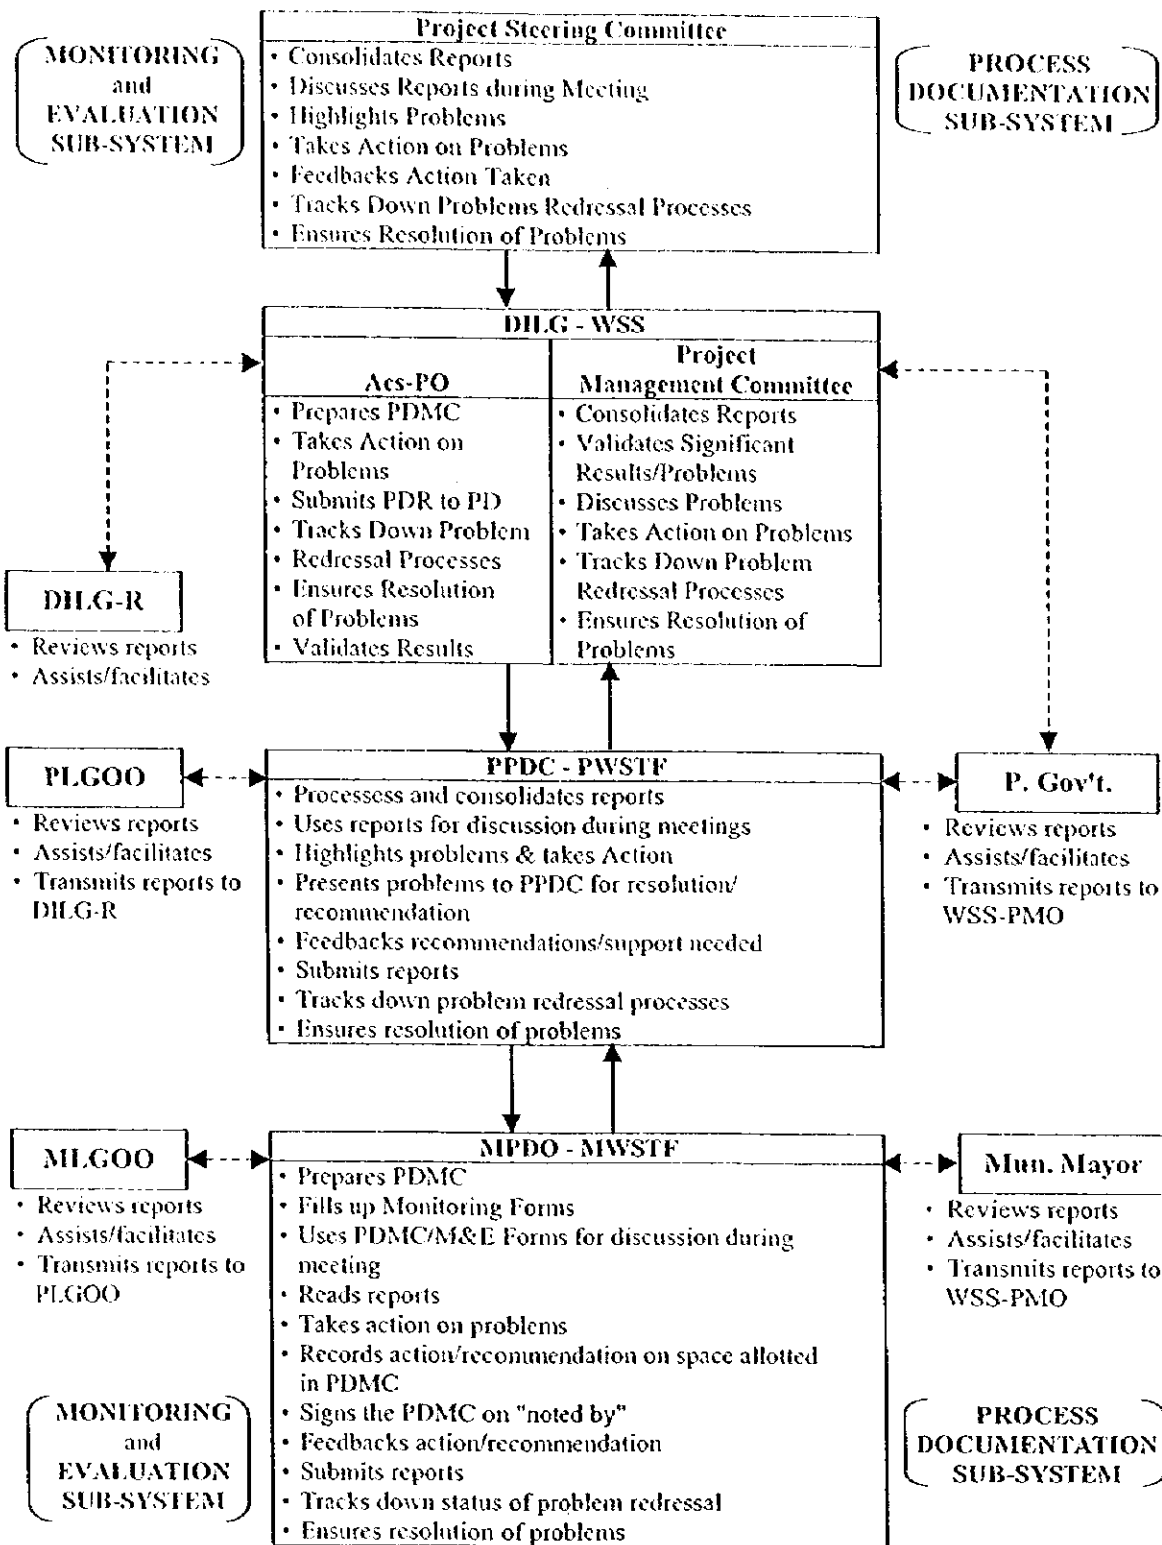 Project Steering Committee
• Consolidates Reports
• Discusses Reports during Meeting
• Highlights Problems
• Takes Action on Problems
• Feedbacks Action Taken
• Tracks Down Problems Redressal Processes
• Ensures Resolution of Problems
MONITORING
and
EVALUATION
SUB-SYSTEM
PROCESS
DOCUMENTATION
SUB-SYSTEM
DILG - WSS
Acs-PO
• Prepares PDMC
• Takes Action on
Problems
• Submits PDR to PD
• Tracks Down Problem
• Redressal Processes
• Ensures Resolution
of Problems
• Validates Results
Project
Management Committee
• Consolidates Reports
• Validates Significant
Results/Problems
• Discusses Problems
• Takes Action on Problems
• Tracks Down Problem
Redressal Processes
• Ensures Resolution of
Problems
DILG-R
• Reviews reports
• Assists/facilitates
PLGOO
• Reviews reports
• Assists/facilitates
• Transmits reports to
DILG-R
PPDC - PWSTF
• Processess and consolidates reports
• Uses reports for discussion during meetings
• Highlights problems & takes Action
• Presents problems to PPDC for resolution/
recommendation
• Feedbacks recommendations/support needed
• Submits reports
• Tracks down problem redressal processes
• Ensures resolution of problems
P. Gov't.
• Reviews reports
• Assists/facilitates
• Transmits reports to
WSS-PMO
MLGOO
• Reviews reports
• Assists/facilitates
• Transmits reports to
PLGOO
MPDO - MWSTF
• Prepares PDMC
• Fills up Monitoring Forms
• Uses PDMC/M&E Forms for discussion during
meeting
• Reads reports
• Takes action on problems
• Records action/recommendation on space allotted
in PDMC
• Signs the PDMC on "noted by"
• Feedbacks action/recommendation
• Submits reports
• Tracks down status of problem redressal
• Ensures resolution of problems
Mun. Mayor
• Reviews reports
• Assists/facilitates
• Transmits reports to
WSS-PMO
MONITORING
and
EVALUATION
SUB-SYSTEM
PROCESS
DOCUMENTATION
SUB-SYSTEM